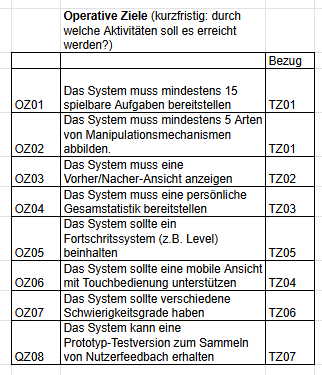 Operative Ziele (kurzfristig: durch
welche Aktivitäten soll es erreicht
werden?)
Bezug
OZ01 Das System muss mindestens 15
spielbare Aufgaben bereitstellen TZ01
OZ02 Das System muss mindestens 5 Arten
von Manipulationsmechanismen
abbilden. TZ01
OZ03 Das System muss eine
Vorher/Nacher-Ansicht anzeigen TZ02
OZ04 Das System muss eine persönliche
Gesamstatistik bereitstellen TZ03
OZ05 Das System sollte ein
Fortschrittssystem (z.B. Level)
beinhalten TZ05
OZ06 Das System sollte eine mobile Ansicht
mit Touchbedienung unterstützen TZ04
OZ07 Das System sollte verschiedene
Schwierigkeitsgrade haben TZ06
QZ08 Das System kann eine
Prototyp-Testversion zum Sammeln
von Nutzerfeedback erhalten TZ07